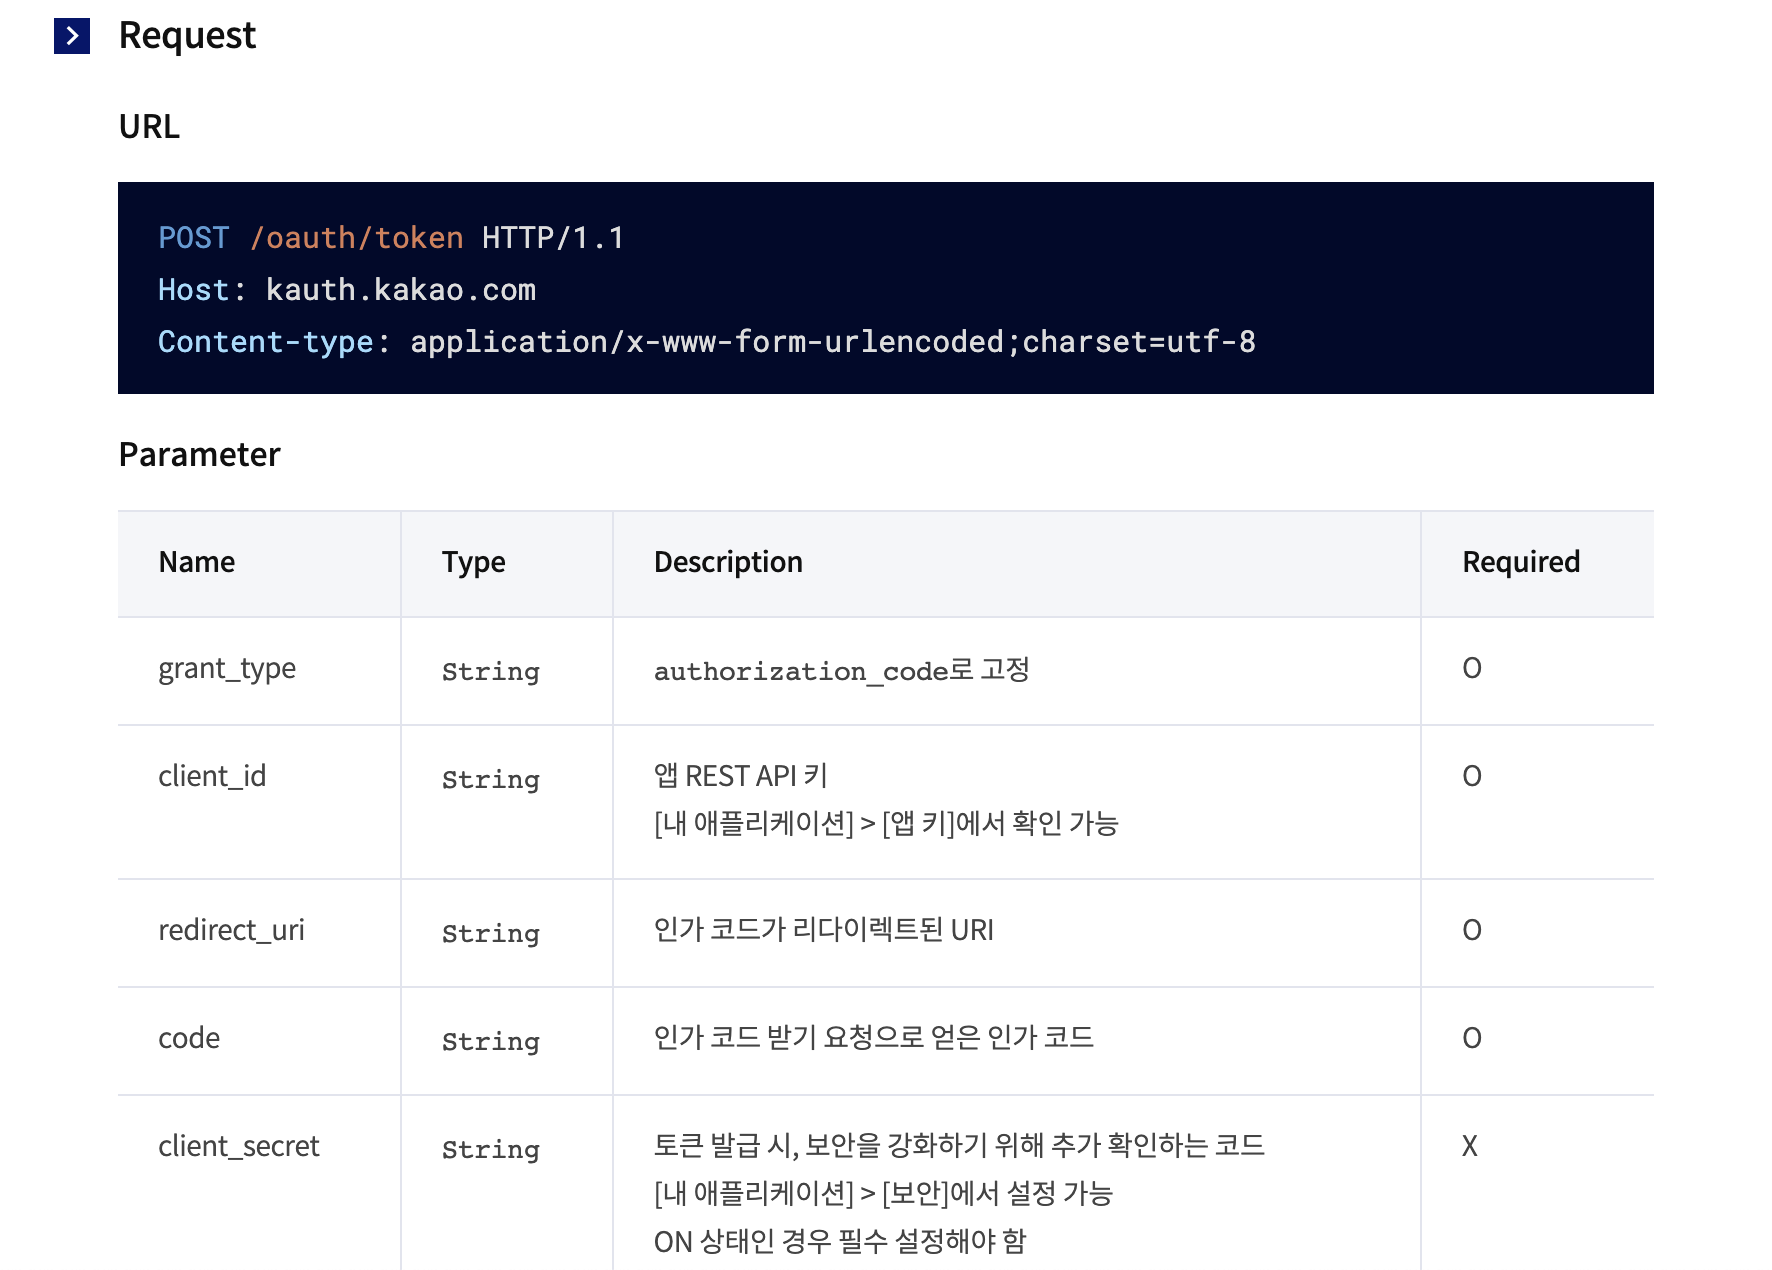 Request
URL
POST /oauth/token HTTP/1.1
Host: kauth.kakao.com
Content-type: application/x-www-form-urlencoded;charset=utf-8
Parameter
Name Type Description Required
grant_type String authorization_code로 고정 O
client_id String 앱 REST API 키 O
[내 애플리케이션] > [앱 키]에서 확인 가능
redirect_uri String 인가 코드가 리다이렉트된 URI O
code String 인가 코드 받기 요청으로 얻은 인가 코드 O
client_secret String 토큰 발급 시, 보안을 강화하기 위해 추가 확인하는 코드 X
[내 애플리케이션] > [보안]에서 설정 가능
ON 상태인 경우 필수 설정해야 함